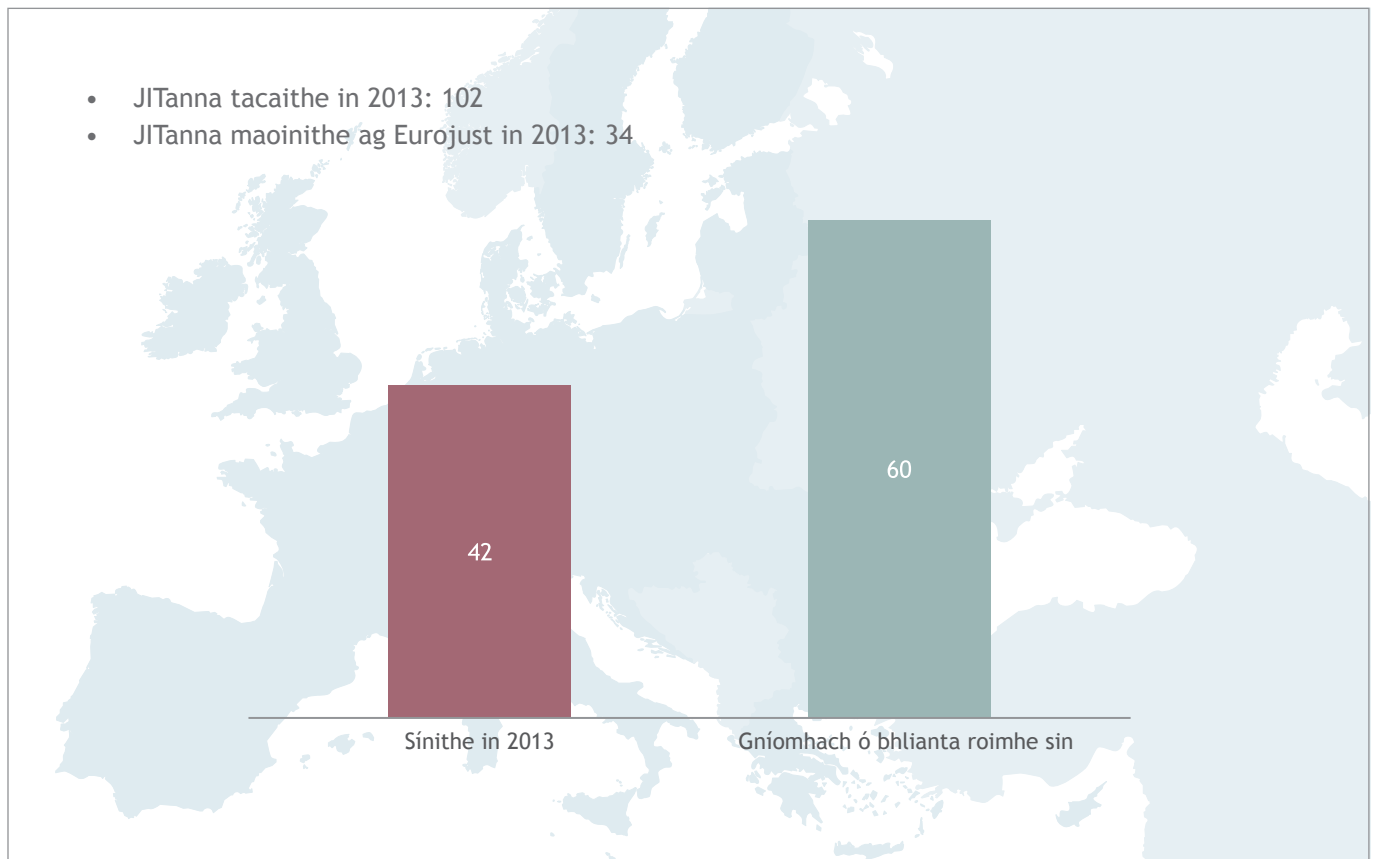 • JITanna tacaithe in 2013: 102
• JITanna maoinithe ag Eurojust in 2013: 34
60
42
Sínithe in 2013
Gníomhach ó bhlianta roimhe sin